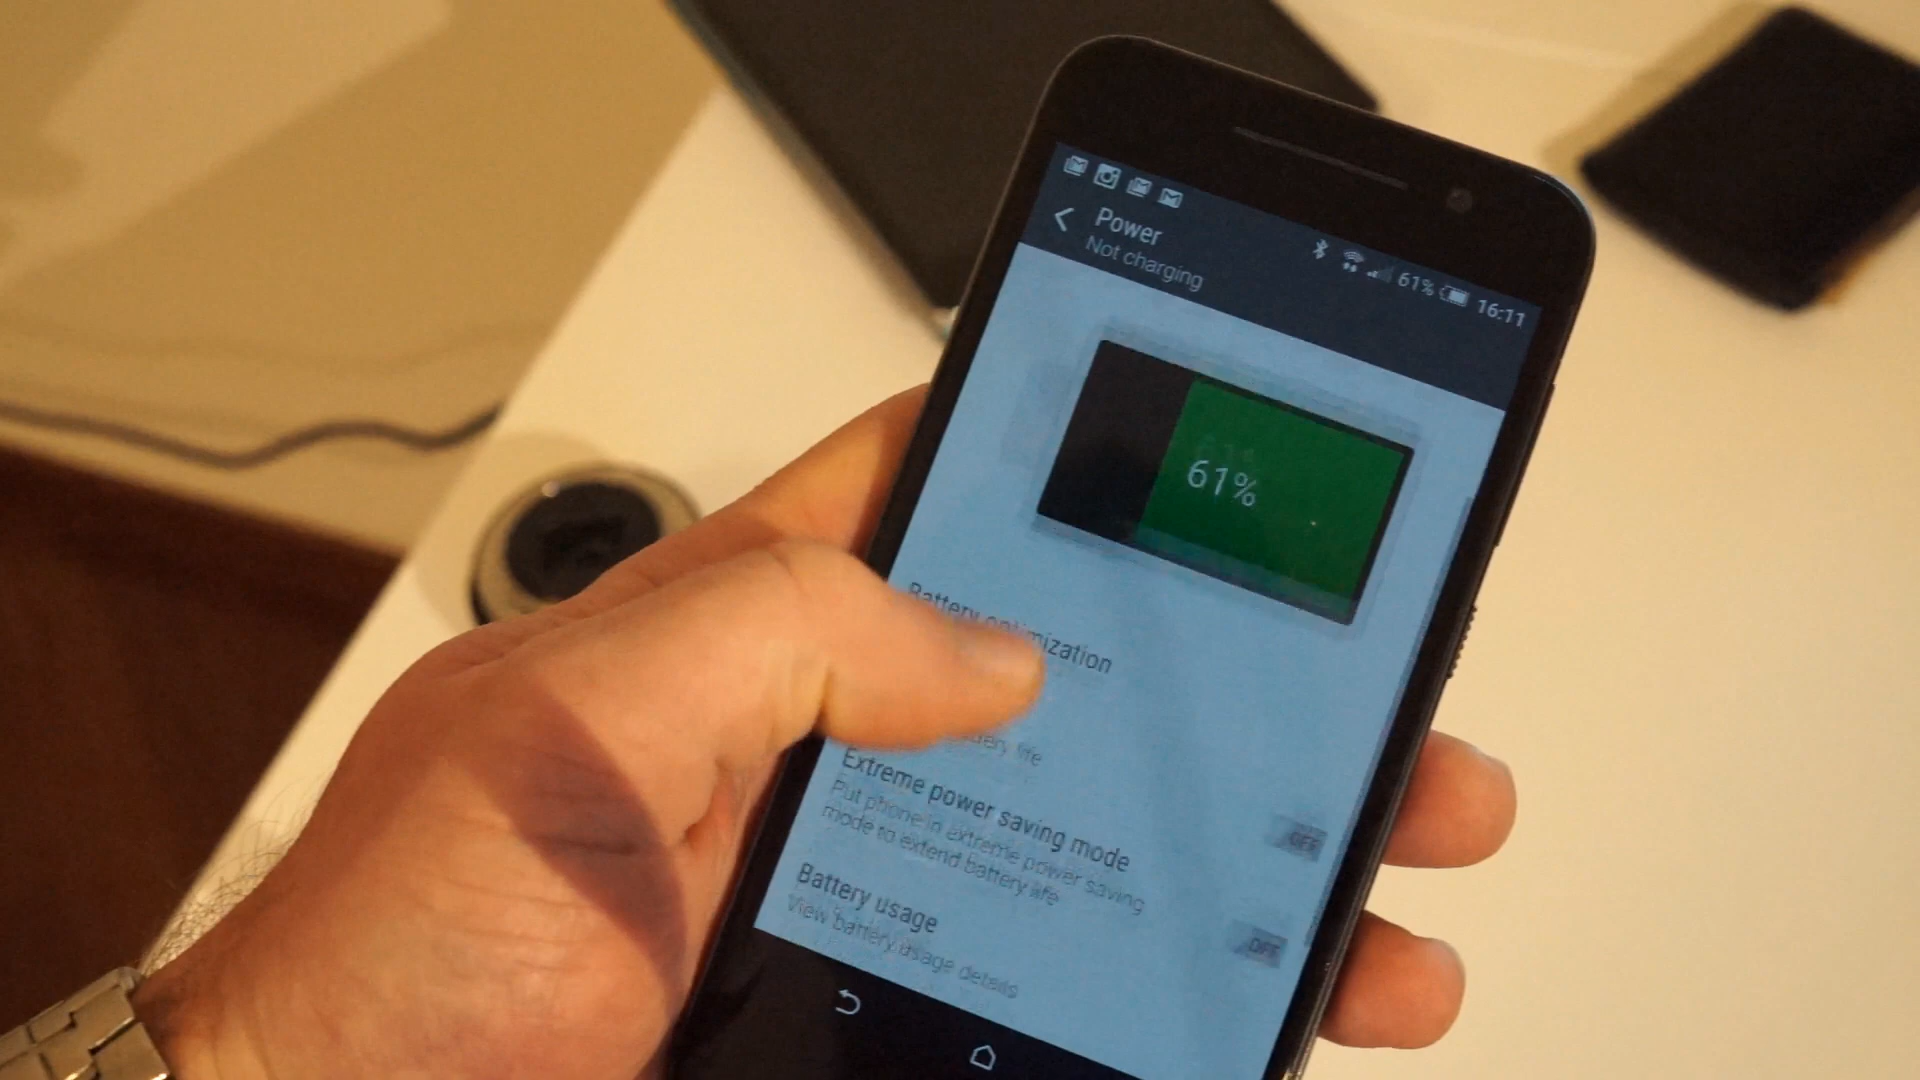 Power
Not charging
61% 16:11
61%
Battery optimization
life
Extreme power saving mode
Put phone in extreme power saving
mode to extend battery life
OFF
Battery usage
View battery usage details
OFF